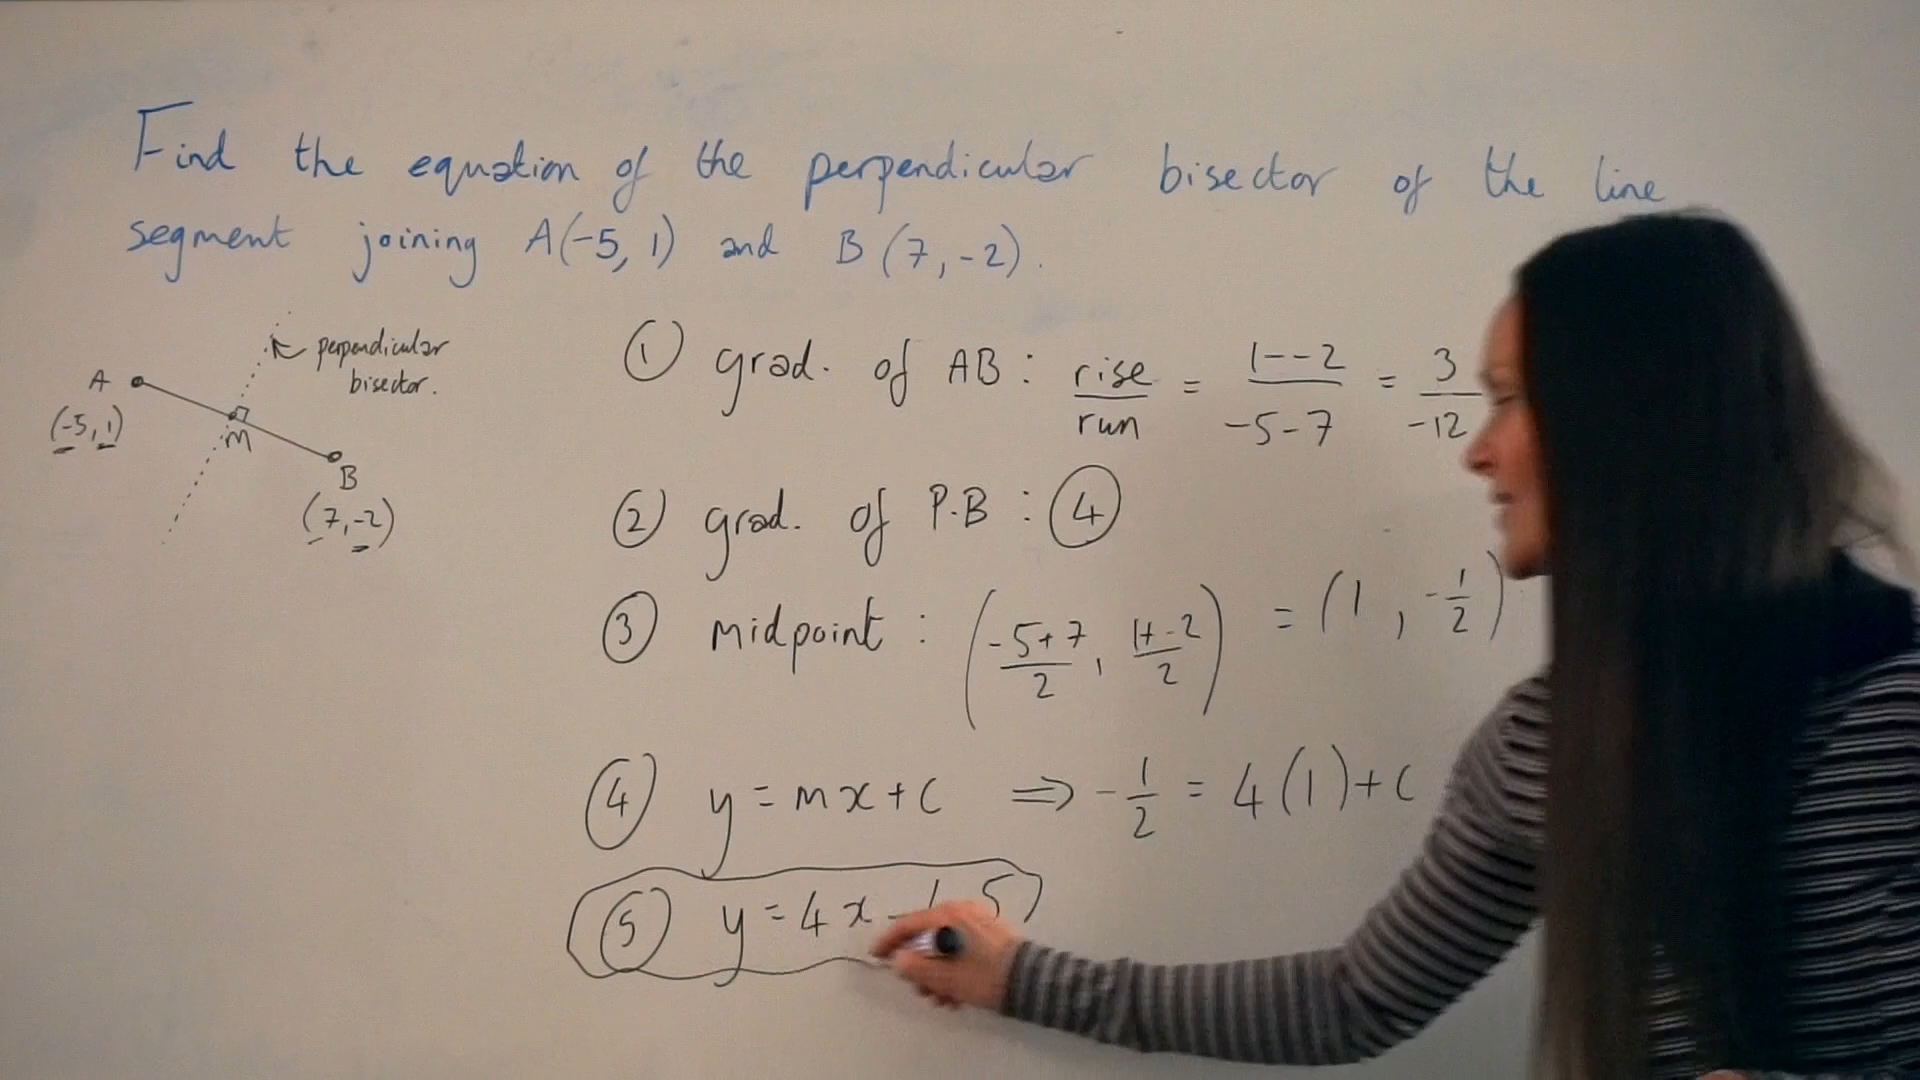 Find the equation of the perpendicular bisector of the line
segment joining A(-5, 1) and B(7, -2).
perpendicular
bisector.
A
(-5, 1)
M
B
(7, -2)
① grad. of AB : rise/run = 1--2/-5-7 = 3/-12
② grad. of P.B : 4
③ midpoint : (-5+7/2, 1+-2/2) = (1, -1/2)
④ y = mx + c ⇒ -1/2 = 4(1) + c
⑤ y = 4x 5